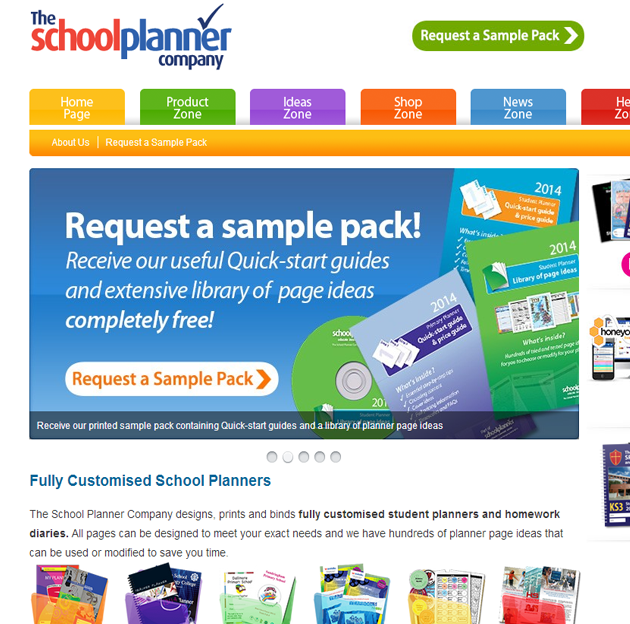 The
schoolplanner
company
Request a Sample Pack
Home
Page
Product
Zone
Ideas
Zone
Shop
Zone
News
Zone
He
Zo
About Us | Request a Sample Pack
Request a sample pack!
Receive our useful Quick-start guides
and extensive library of page ideas
completely free!
Request a Sample Pack
2014
Student Planner
Quick-start guide
& price guide
What's inside?
2014
Student Planner
Library of page ideas
What's inside?
2014
Primary Planner
Quick-start guide
& price guide
What's inside?
school
201
schoolplanner
honeyco
KS3
Receive our printed sample pack containing Quick-start guides and a library of planner page ideas
Fully Customised School Planners
The School Planner Company designs, prints and binds fully customised student planners and homework
diaries. All pages can be designed to meet your exact needs and we have hundreds of planner page ideas that
can be used or modified to save you time.